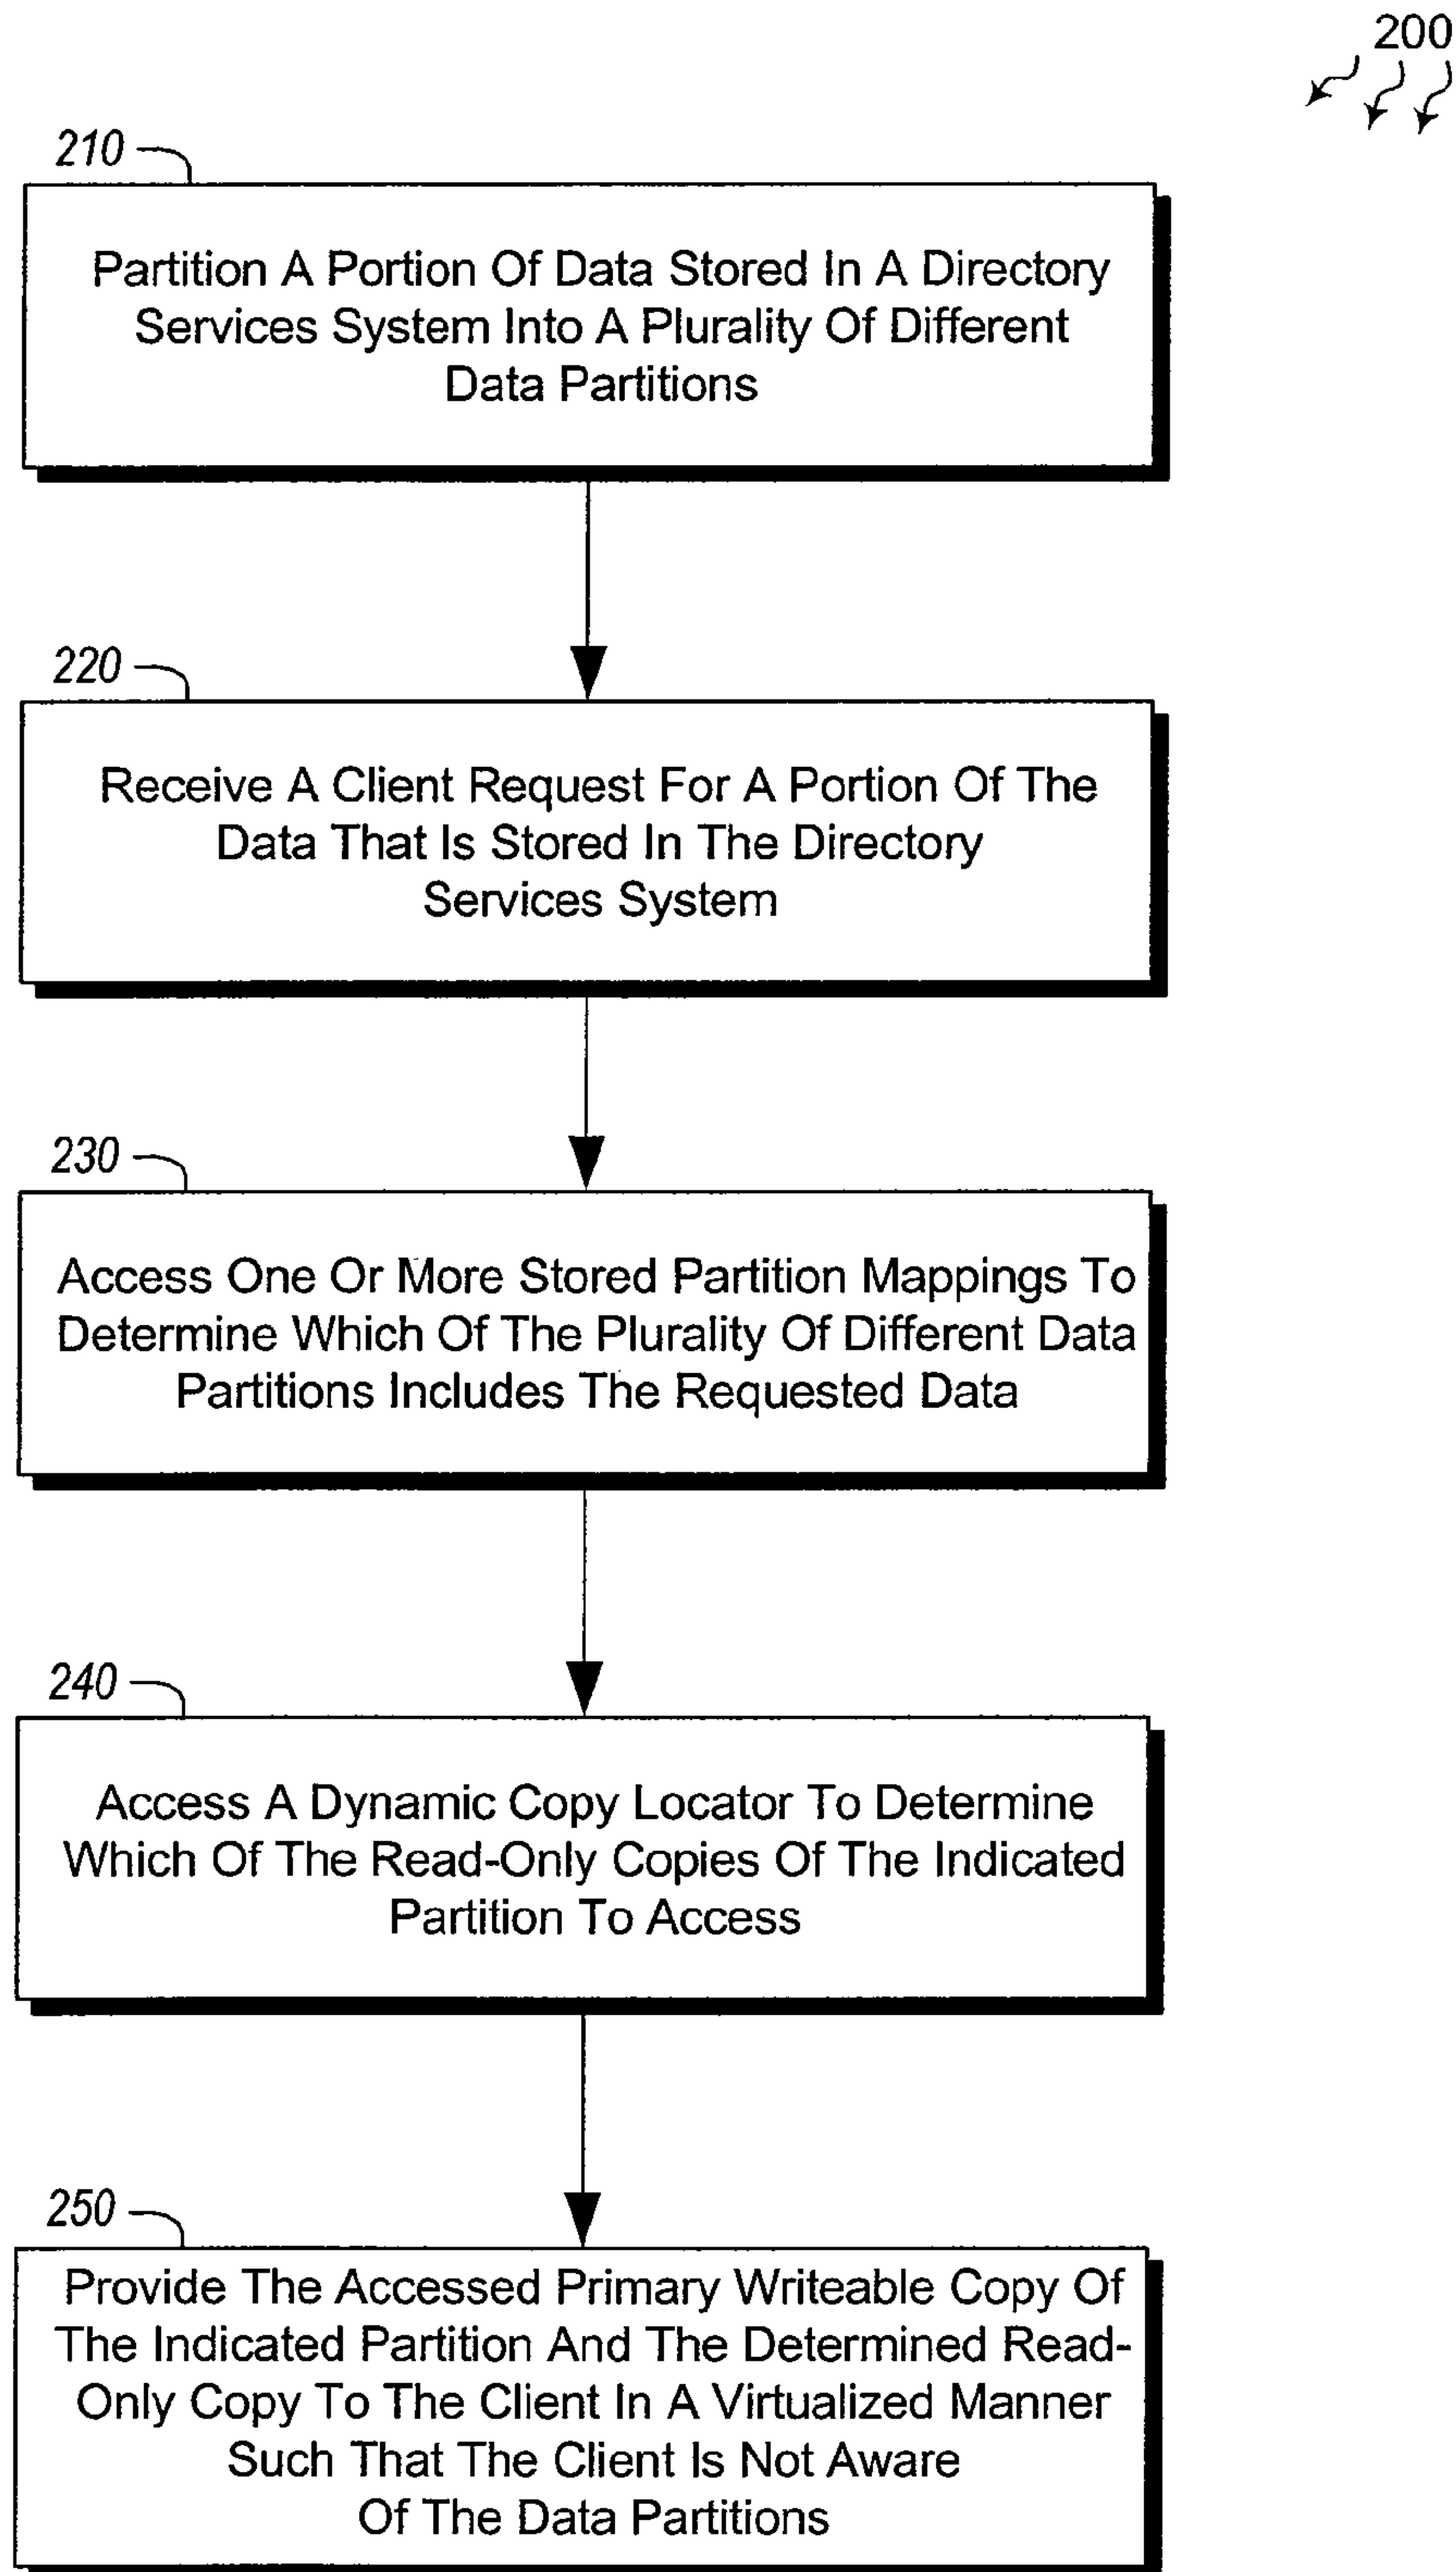 200
210
Partition A Portion Of Data Stored In A Directory
Services System Into A Plurality Of Different
Data Partitions
220
Receive A Client Request For A Portion Of The
Data That Is Stored In The Directory
Services System
230
Access One Or More Stored Partition Mappings To
Determine Which Of The Plurality Of Different Data
Partitions Includes The Requested Data
240
Access A Dynamic Copy Locator To Determine
Which Of The Read-Only Copies Of The Indicated
Partition To Access
250
Provide The Accessed Primary Writeable Copy Of
The Indicated Partition And The Determined Read-
Only Copy To The Client In A Virtualized Manner
Such That The Client Is Not Aware
Of The Data Partitions